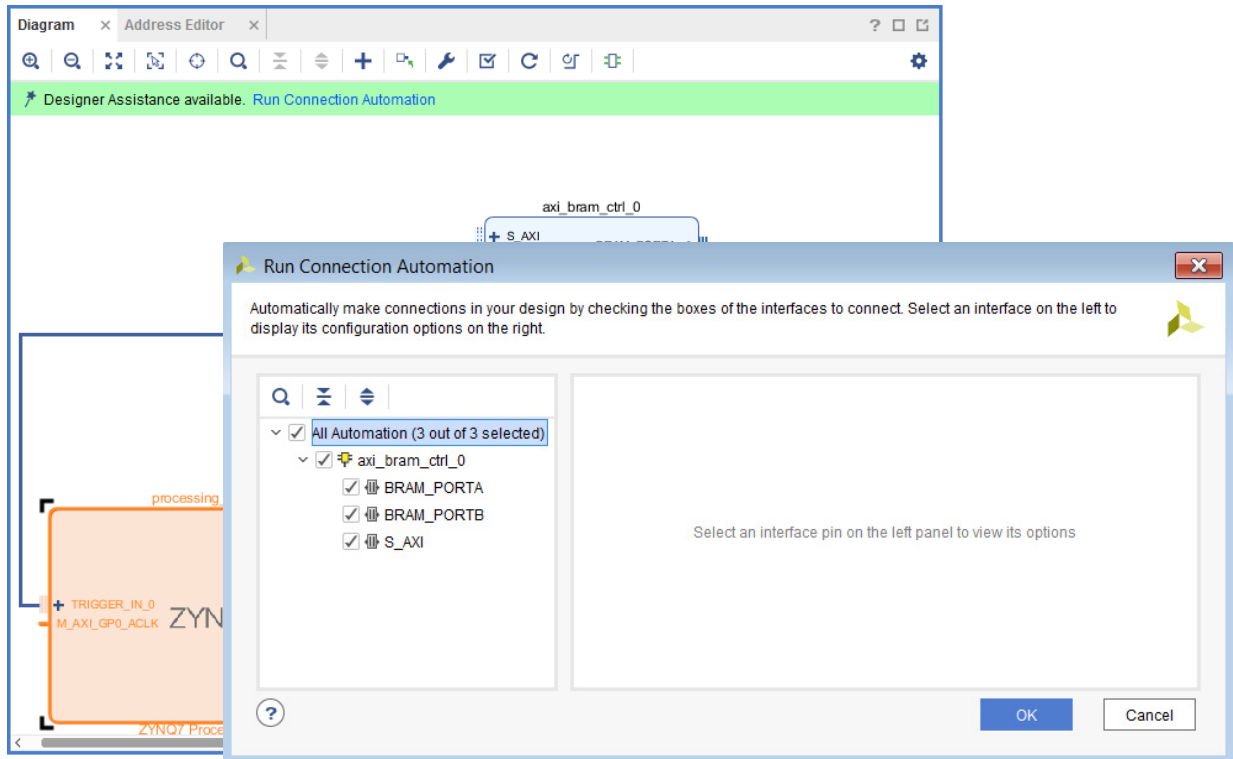 Diagram
Address Editor
Designer Assistance available. Run Connection Automation
axi_bram_ctrl_0
S_AXI
Run Connection Automation
Automatically make connections in your design by checking the boxes of the interfaces to connect. Select an interface on the left to
display its configuration options on the right.
All Automation (3 out of 3 selected)
axi_bram_ctrl_0
BRAM_PORTA
BRAM_PORTB
S_AXI
Select an interface pin on the left panel to view its options
processing_
TRIGGER_IN_0
M_AXI_GP0_ACLK
ZYN
ZYNQ7 Proce
OK
Cancel